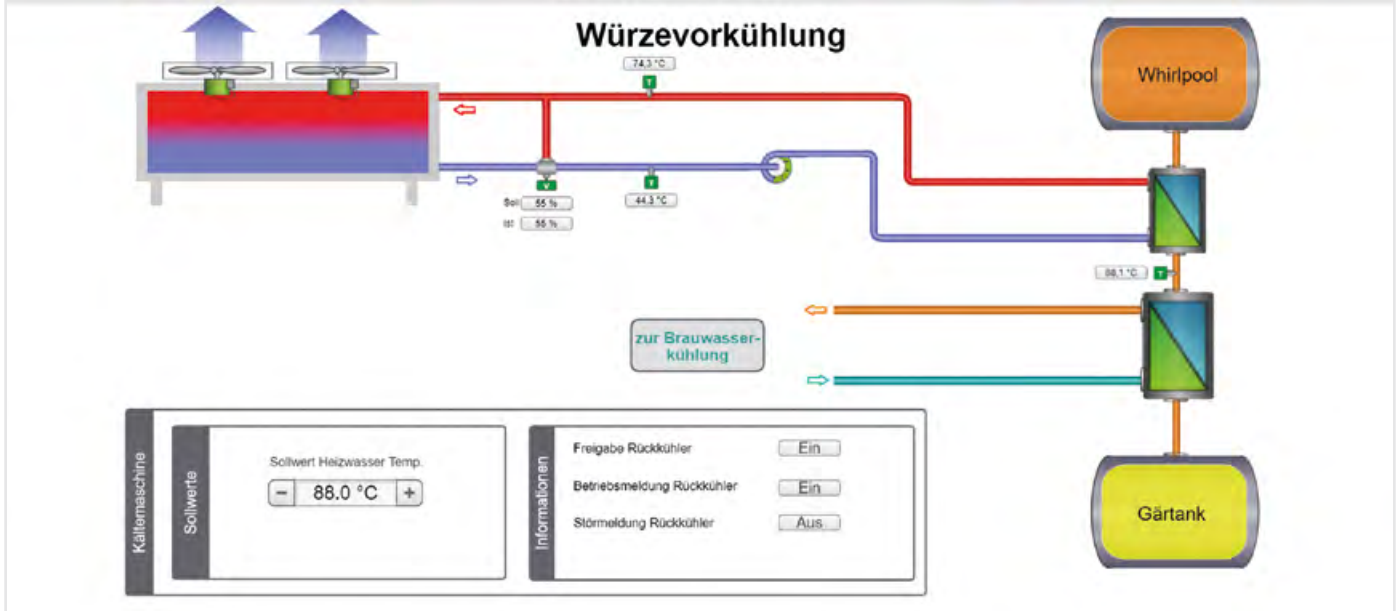 Würzevorkühlung
74,3 °C
Whirlpool
T
V
T
Soll 55 %
Ist 55 %
44.3 °C
88,1 °C T
zur Brauwasser-
kühlung
Kältemaschine
Sollwerte
Sollwert Heizwasser Temp.
- 88.0 °C +
Informationen
Freigabe Rückkühler Ein
Betriebsmeldung Rückkühler Ein
Störmeldung Rückkühler Aus
Gärtank